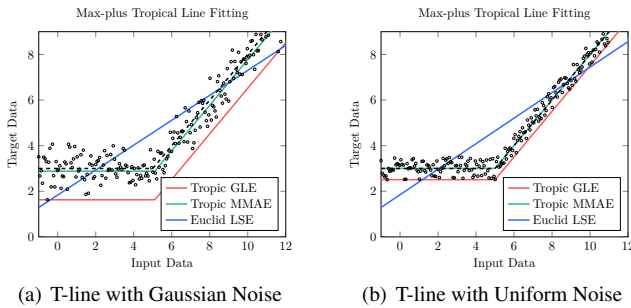 Max-plus Tropical Line Fitting
Target Data
8
6
4
2
0
Tropic GLE
Tropic MMAE
Euclid LSE
0 2 4 6 8 10 12
Input Data
(a) T-line with Gaussian Noise
Max-plus Tropical Line Fitting
Target Data
8
6
4
2
0
Tropic GLE
Tropic MMAE
Euclid LSE
0 2 4 6 8 10 12
Input Data
(b) T-line with Uniform Noise